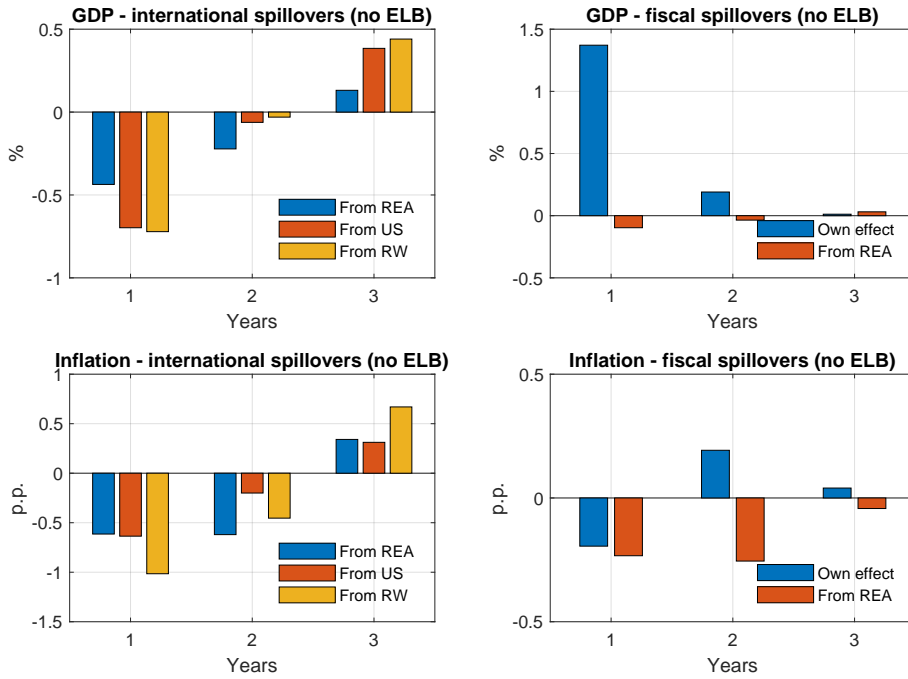 GDP - international spillovers (no ELB)
0.5
0
-0.5
-1
%
From REA
From US
From RW
1 2 3
Years
GDP - fiscal spillovers (no ELB)
1.5
1
0.5
0
-0.5
%
Own effect
From REA
1 2 3
Years
Inflation - international spillovers (no ELB)
1
0.5
0
-0.5
-1
-1.5
p.p.
From REA
From US
From RW
1 2 3
Years
Inflation - fiscal spillovers (no ELB)
0.5
0
-0.5
p.p.
Own effect
From REA
1 2 3
Years